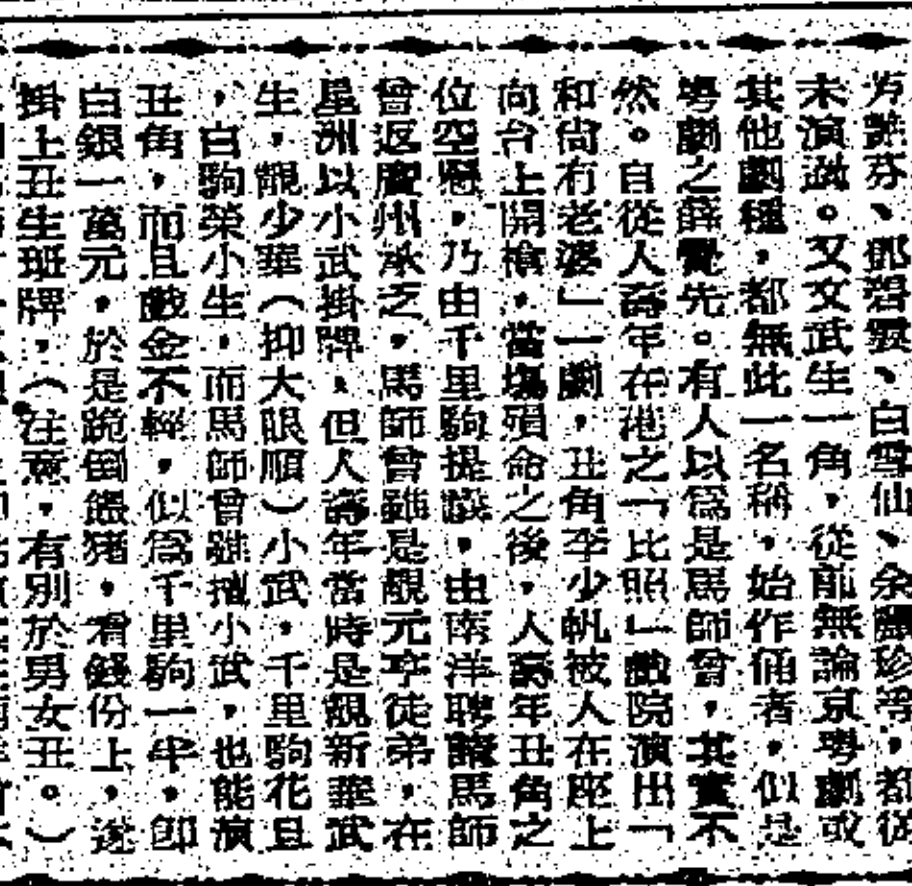 芳艷芬、鄧碧雲、白雪仙、余麗珍等，都從
未演過。文武生一角，從前無論京粵劇或
其他劇種，都無此一名稱，始作俑者，似是
粵劇之薛覺先。有人以爲是馬師曾，其實不
然。自從人壽年在港之「比照」戲院演出「
和尙有老婆」一劇，丑角李少帆被人在座上
向台上開槍，當塲殞命之後，人壽年丑角之
位空懸，乃由千里駒提議，由南洋聘請馬師
曾返廣州承乏，馬師曾雖是靚元亨徒弟，在
星洲以小武掛牌，但人壽年當時是靚新華武
生，靚少華（抑大眼順）小武，千里駒花旦
，白駒榮小生，而馬師曾雖擅小武，也能演
丑角，而且戲金不輕，似爲千里駒一半，卽
白銀一萬元，於是跪倒餵猪，看錢份上，遂
掛上丑生班牌，（注意，有別於男女丑。）